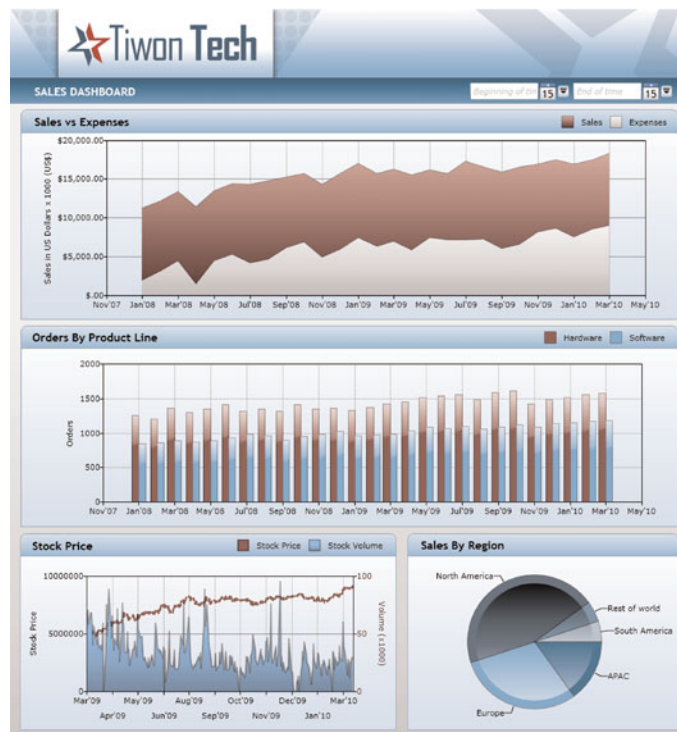 Tiwon Tech
SALES DASHBOARD
Beginning of tim 15 End of time 15
Sales vs Expenses
Sales Expenses
Sales in US Dollars x 1000 (US$)
$20,000.00
$15,000.00
$10,000.00
$5,000.00
$.00
Nov'07 Jan'08 Mar'08 May'08 Jul'08 Sep'08 Nov'08 Jan'09 Mar'09 May'09 Jul'09 Sep'09 Nov'09 Jan'10 Mar'10 May'10
Orders By Product Line
Hardware Software
Orders
2000
1500
1000
500
0
Nov'07 Jan'08 Mar'08 May'08 Jul'08 Sep'08 Nov'08 Jan'09 Mar'09 May'09 Jul'09 Sep'09 Nov'09 Jan'10 Mar'10 May'10
Stock Price
Stock Price Stock Volume
Stock Price
10000000
5000000
0
100
50
0
Volume (x1000)
Mar'09 May'09 Aug'09 Oct'09 Dec'09 Mar'10
Apr'09 Jun'09 Sep'09 Nov'09 Jan'10
Sales By Region
North America
Rest of world
South America
APAC
Europe